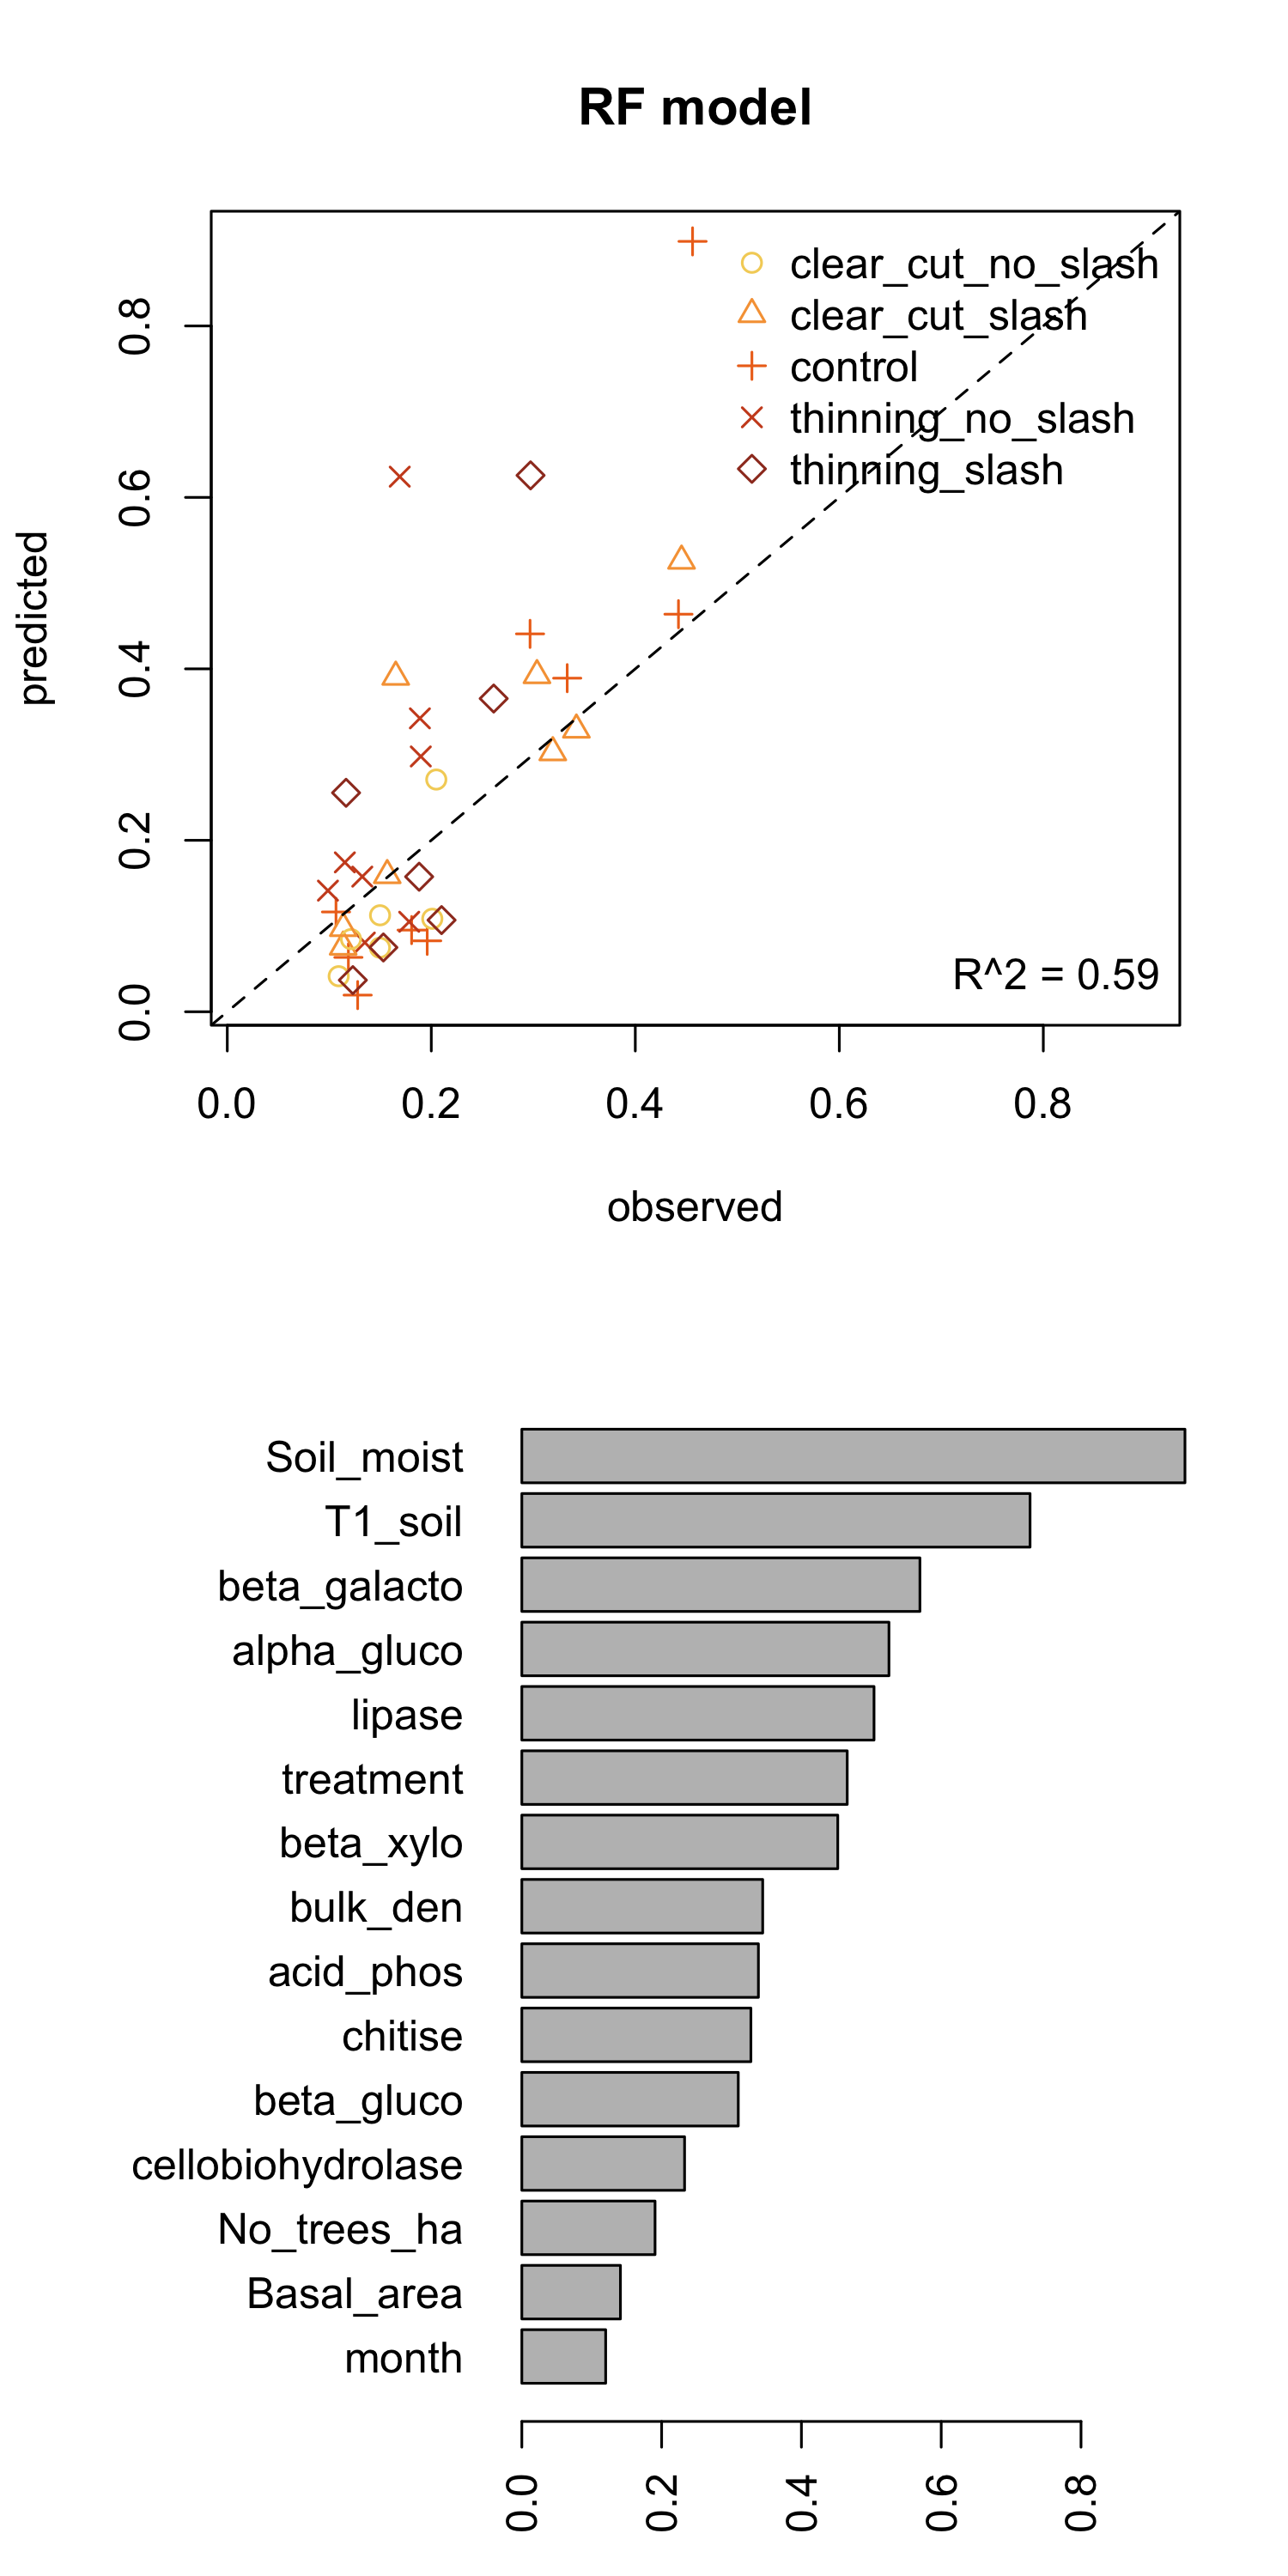 RF model
clear_cut_no_slash
clear_cut_slash
control
thinning_no_slash
thinning_slash
predicted
0.8
0.6
0.4
0.2
0.0
R^2 = 0.59
0.0 0.2 0.4 0.6 0.8
observed
Soil_moist
T1_soil
beta_galacto
alpha_gluco
lipase
treatment
beta_xylo
bulk_den
acid_phos
chitise
beta_gluco
cellobiohydrolase
No_trees_ha
Basal_area
month
0.0 0.2 0.4 0.6 0.8